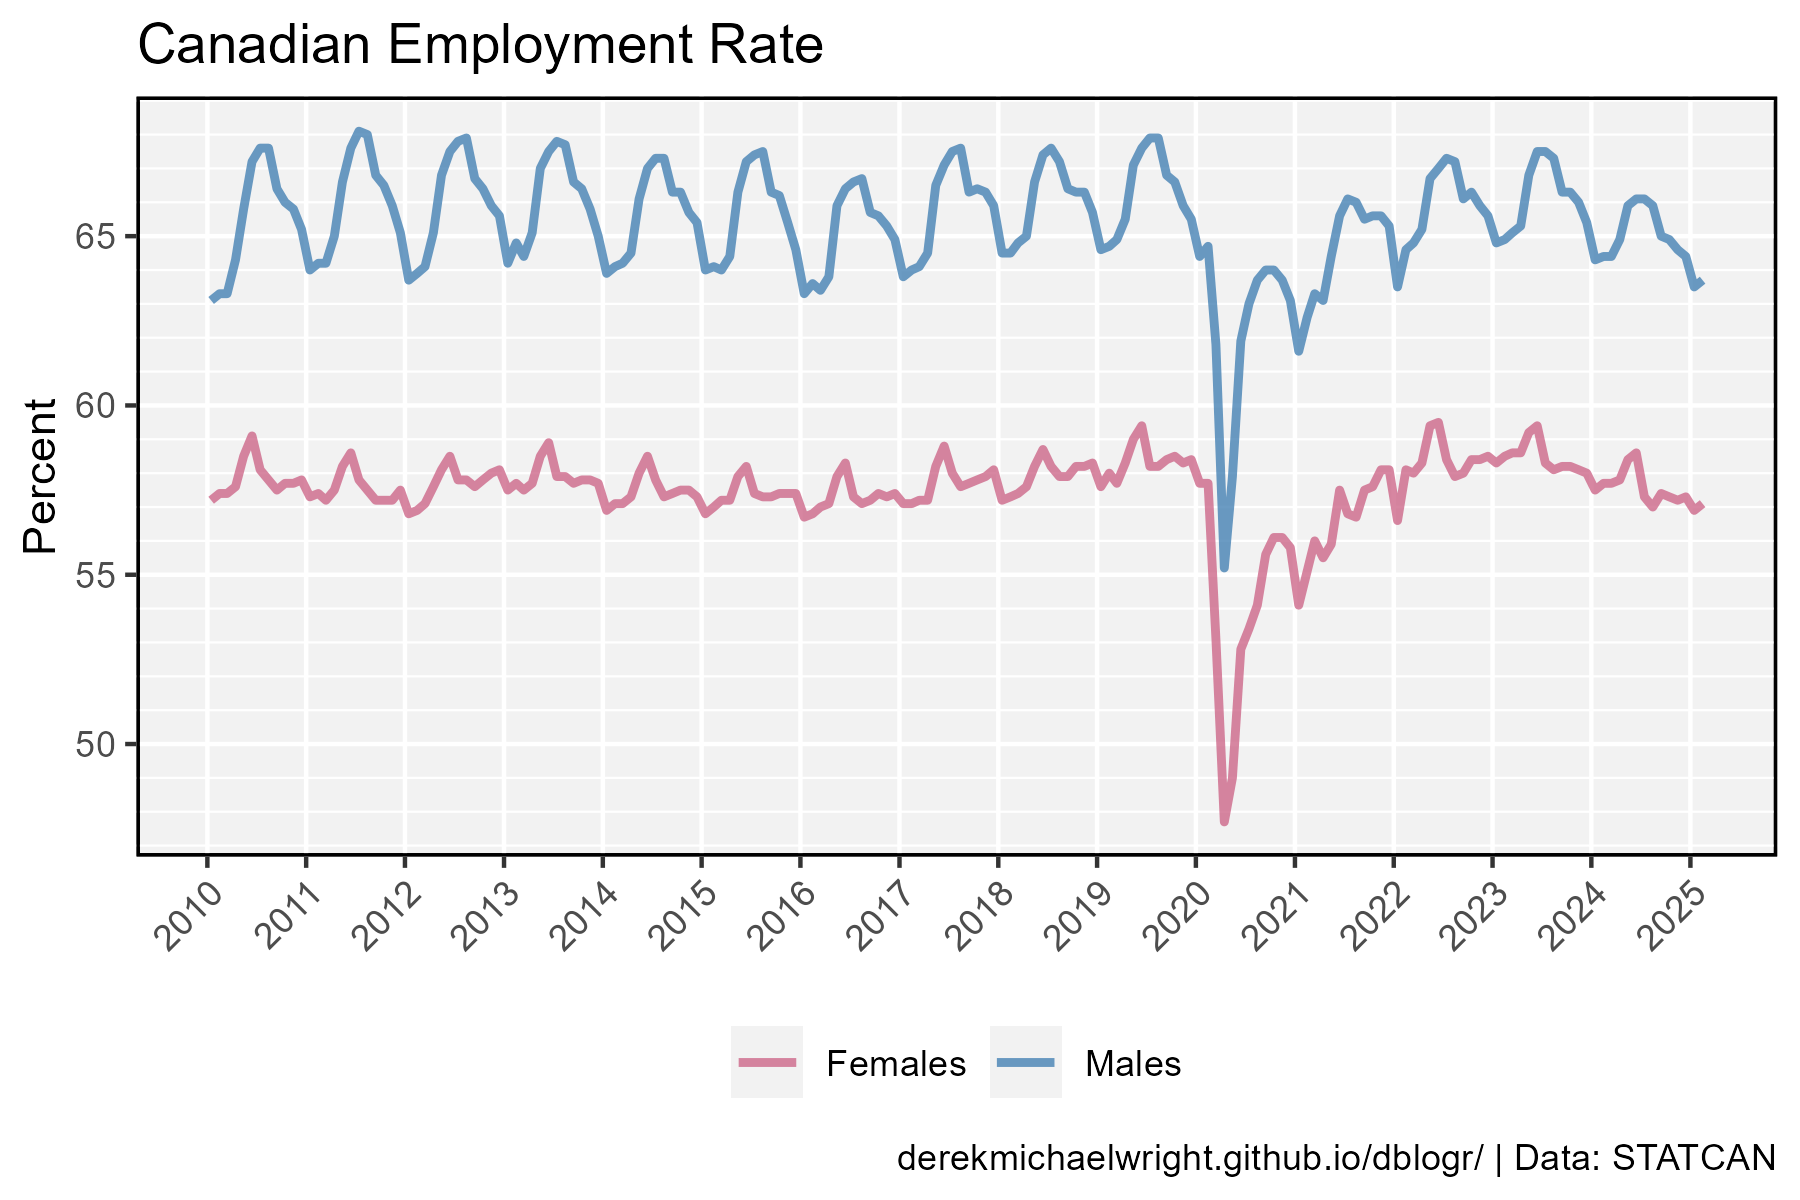 Canadian Employment Rate
Percent
65
60
55
50
2010 2011 2012 2013 2014 2015 2016 2017 2018 2019 2020 2021 2022 2023 2024 2025
Females Males
derekmichaelwright.github.io/dblogr/ | Data: STATCAN